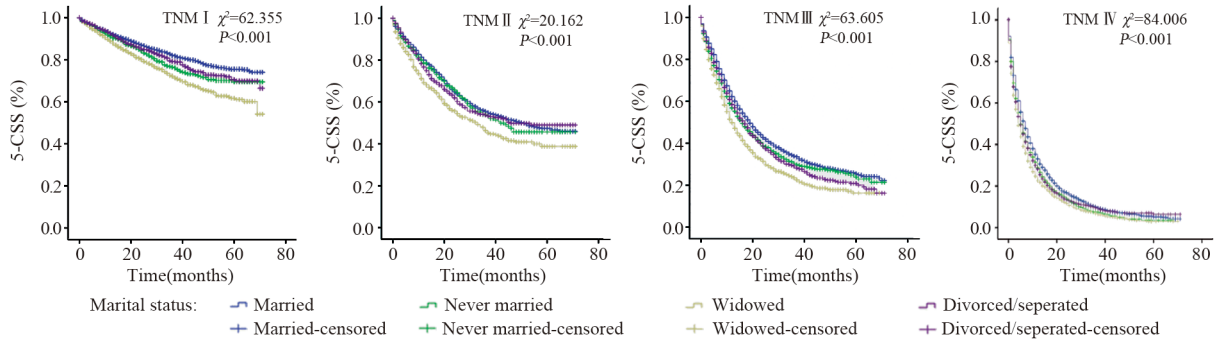 TNM Ⅰ χ²=62.355
P<0.001
5-CSS (%)
1.0
0.8
0.6
0.4
0.2
0.0
0 20 40 60 80
Time(months)
TNM Ⅱ χ²=20.162
P<0.001
5-CSS (%)
1.0
0.8
0.6
0.4
0.2
0.0
0 20 40 60 80
Time(months)
TNM Ⅲ χ²=63.605
P<0.001
5-CSS (%)
1.0
0.8
0.6
0.4
0.2
0.0
0 20 40 60 80
Time(months)
TNM Ⅳ χ²=84.006
P<0.001
5-CSS (%)
1.0
0.8
0.6
0.4
0.2
0.0
0 20 40 60 80
Time(months)
Marital status: Married Never married Widowed Divorced/seperated
Married-censored Never married-censored Widowed-censored Divorced/seperated-censored